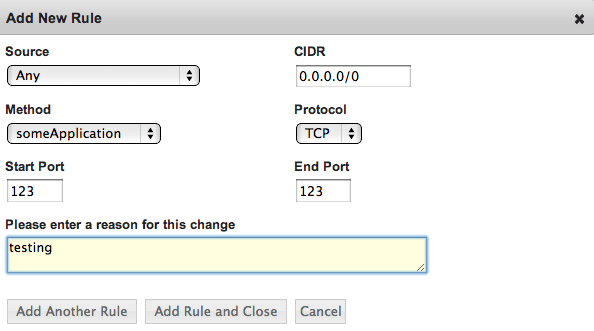 Add New Rule
Source CIDR
Any 0.0.0.0/0
Method Protocol
someApplication TCP
Start Port End Port
123 123
Please enter a reason for this change
testing
Add Another Rule Add Rule and Close Cancel